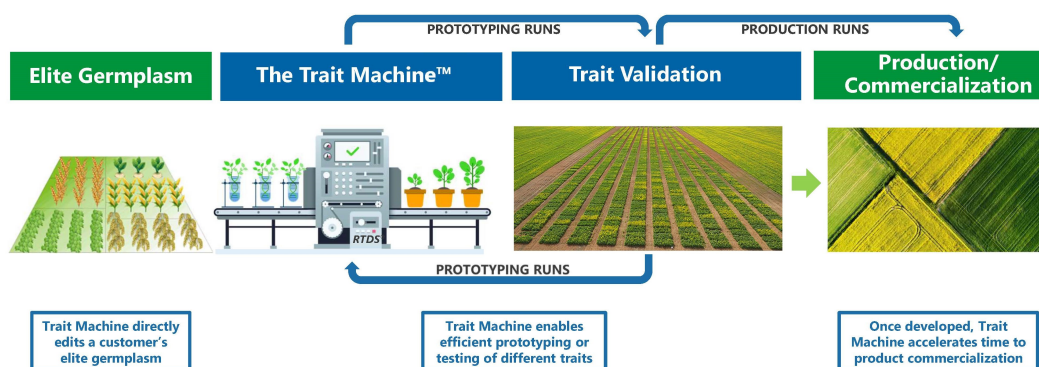 PROTOTYPING RUNS
PRODUCTION RUNS
Elite Germplasm
The Trait Machine™
Trait Validation
Production/
Commercialization
RTDS
PROTOTYPING RUNS
Trait Machine directly
edits a customer's
elite germplasm
Trait Machine enables
efficient prototyping or
testing of different traits
Once developed, Trait
Machine accelerates time to
product commercialization